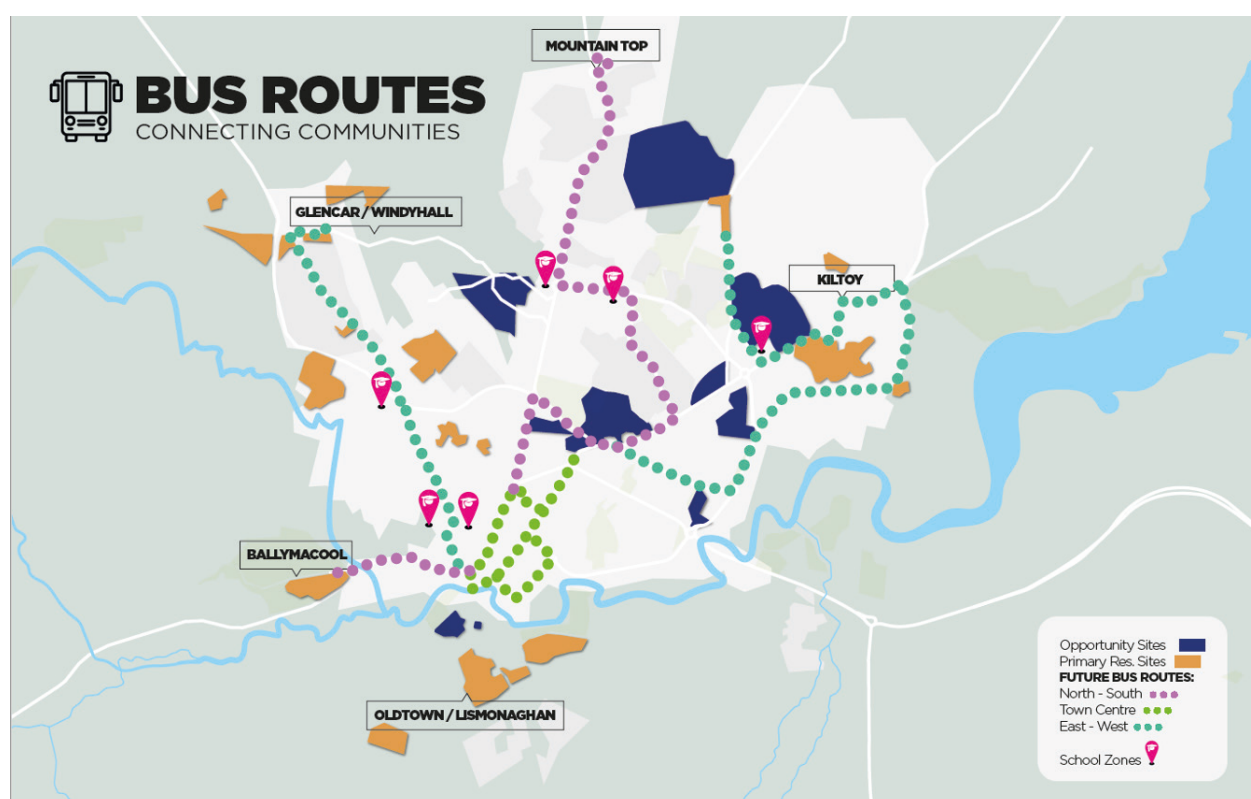 MOUNTAIN TOP
BUS ROUTES
CONNECTING COMMUNITIES
GLENCAR / WINDYHALL
KILTOY
BALLYMACOOL
OLDTOWN / LISMONAGHAN
Opportunity Sites
Primary Res. Sites
FUTURE BUS ROUTES:
North - South
Town Centre
East - West
School Zones